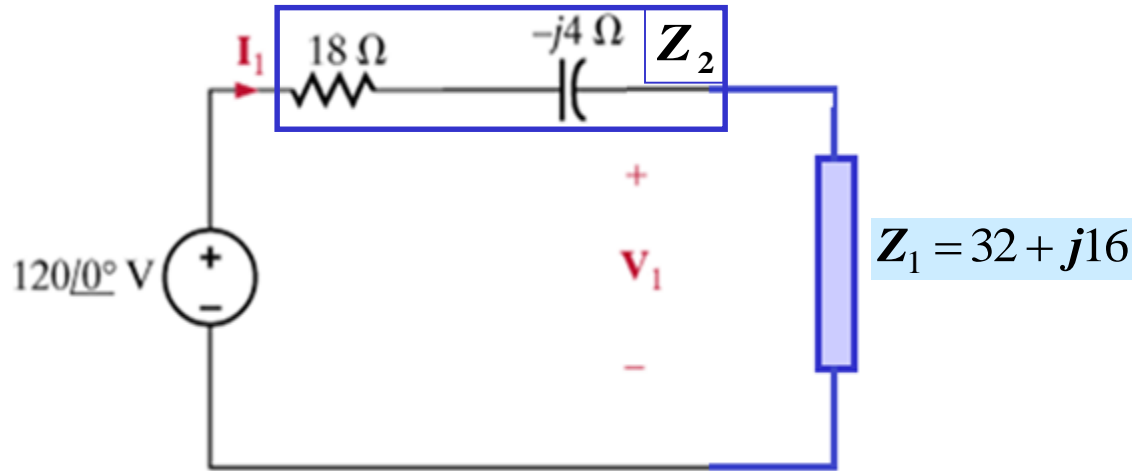 I₁
18 Ω
−j4 Ω
Z₂
+
120/0° V
+
−
V₁
−
Z₁ = 32 + j16